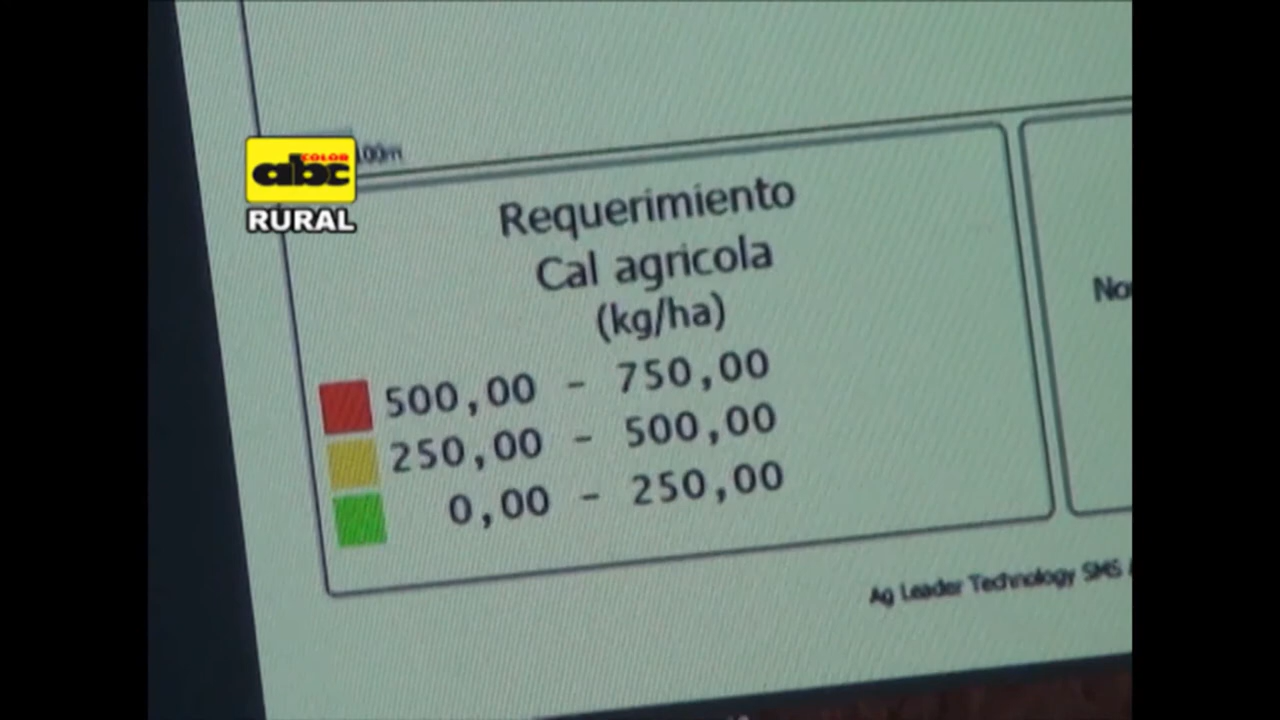 100m
COLOR
abc
RURAL
Requerimiento
Cal agricola
(kg/ha)
500,00 - 750,00
250,00 - 500,00
0,00 - 250,00
Ag Leader Technology SMS